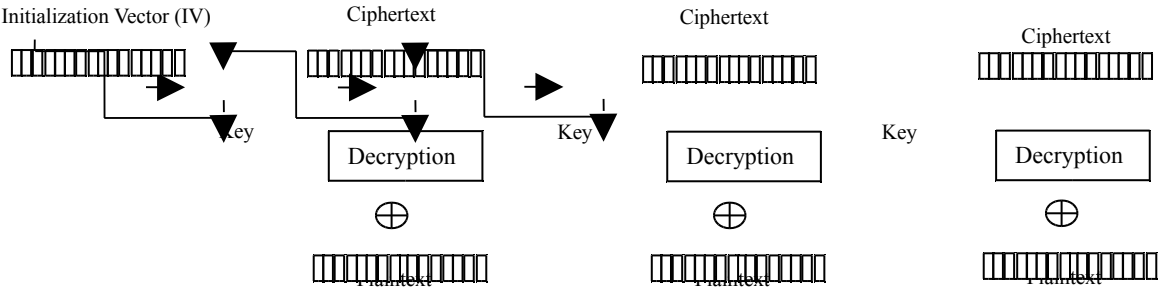 Initialization Vector (IV)
Ciphertext
Ciphertext
Ciphertext
Key
Key
Key
Decryption
Decryption
Decryption
Plaintext
Plaintext
Plaintext